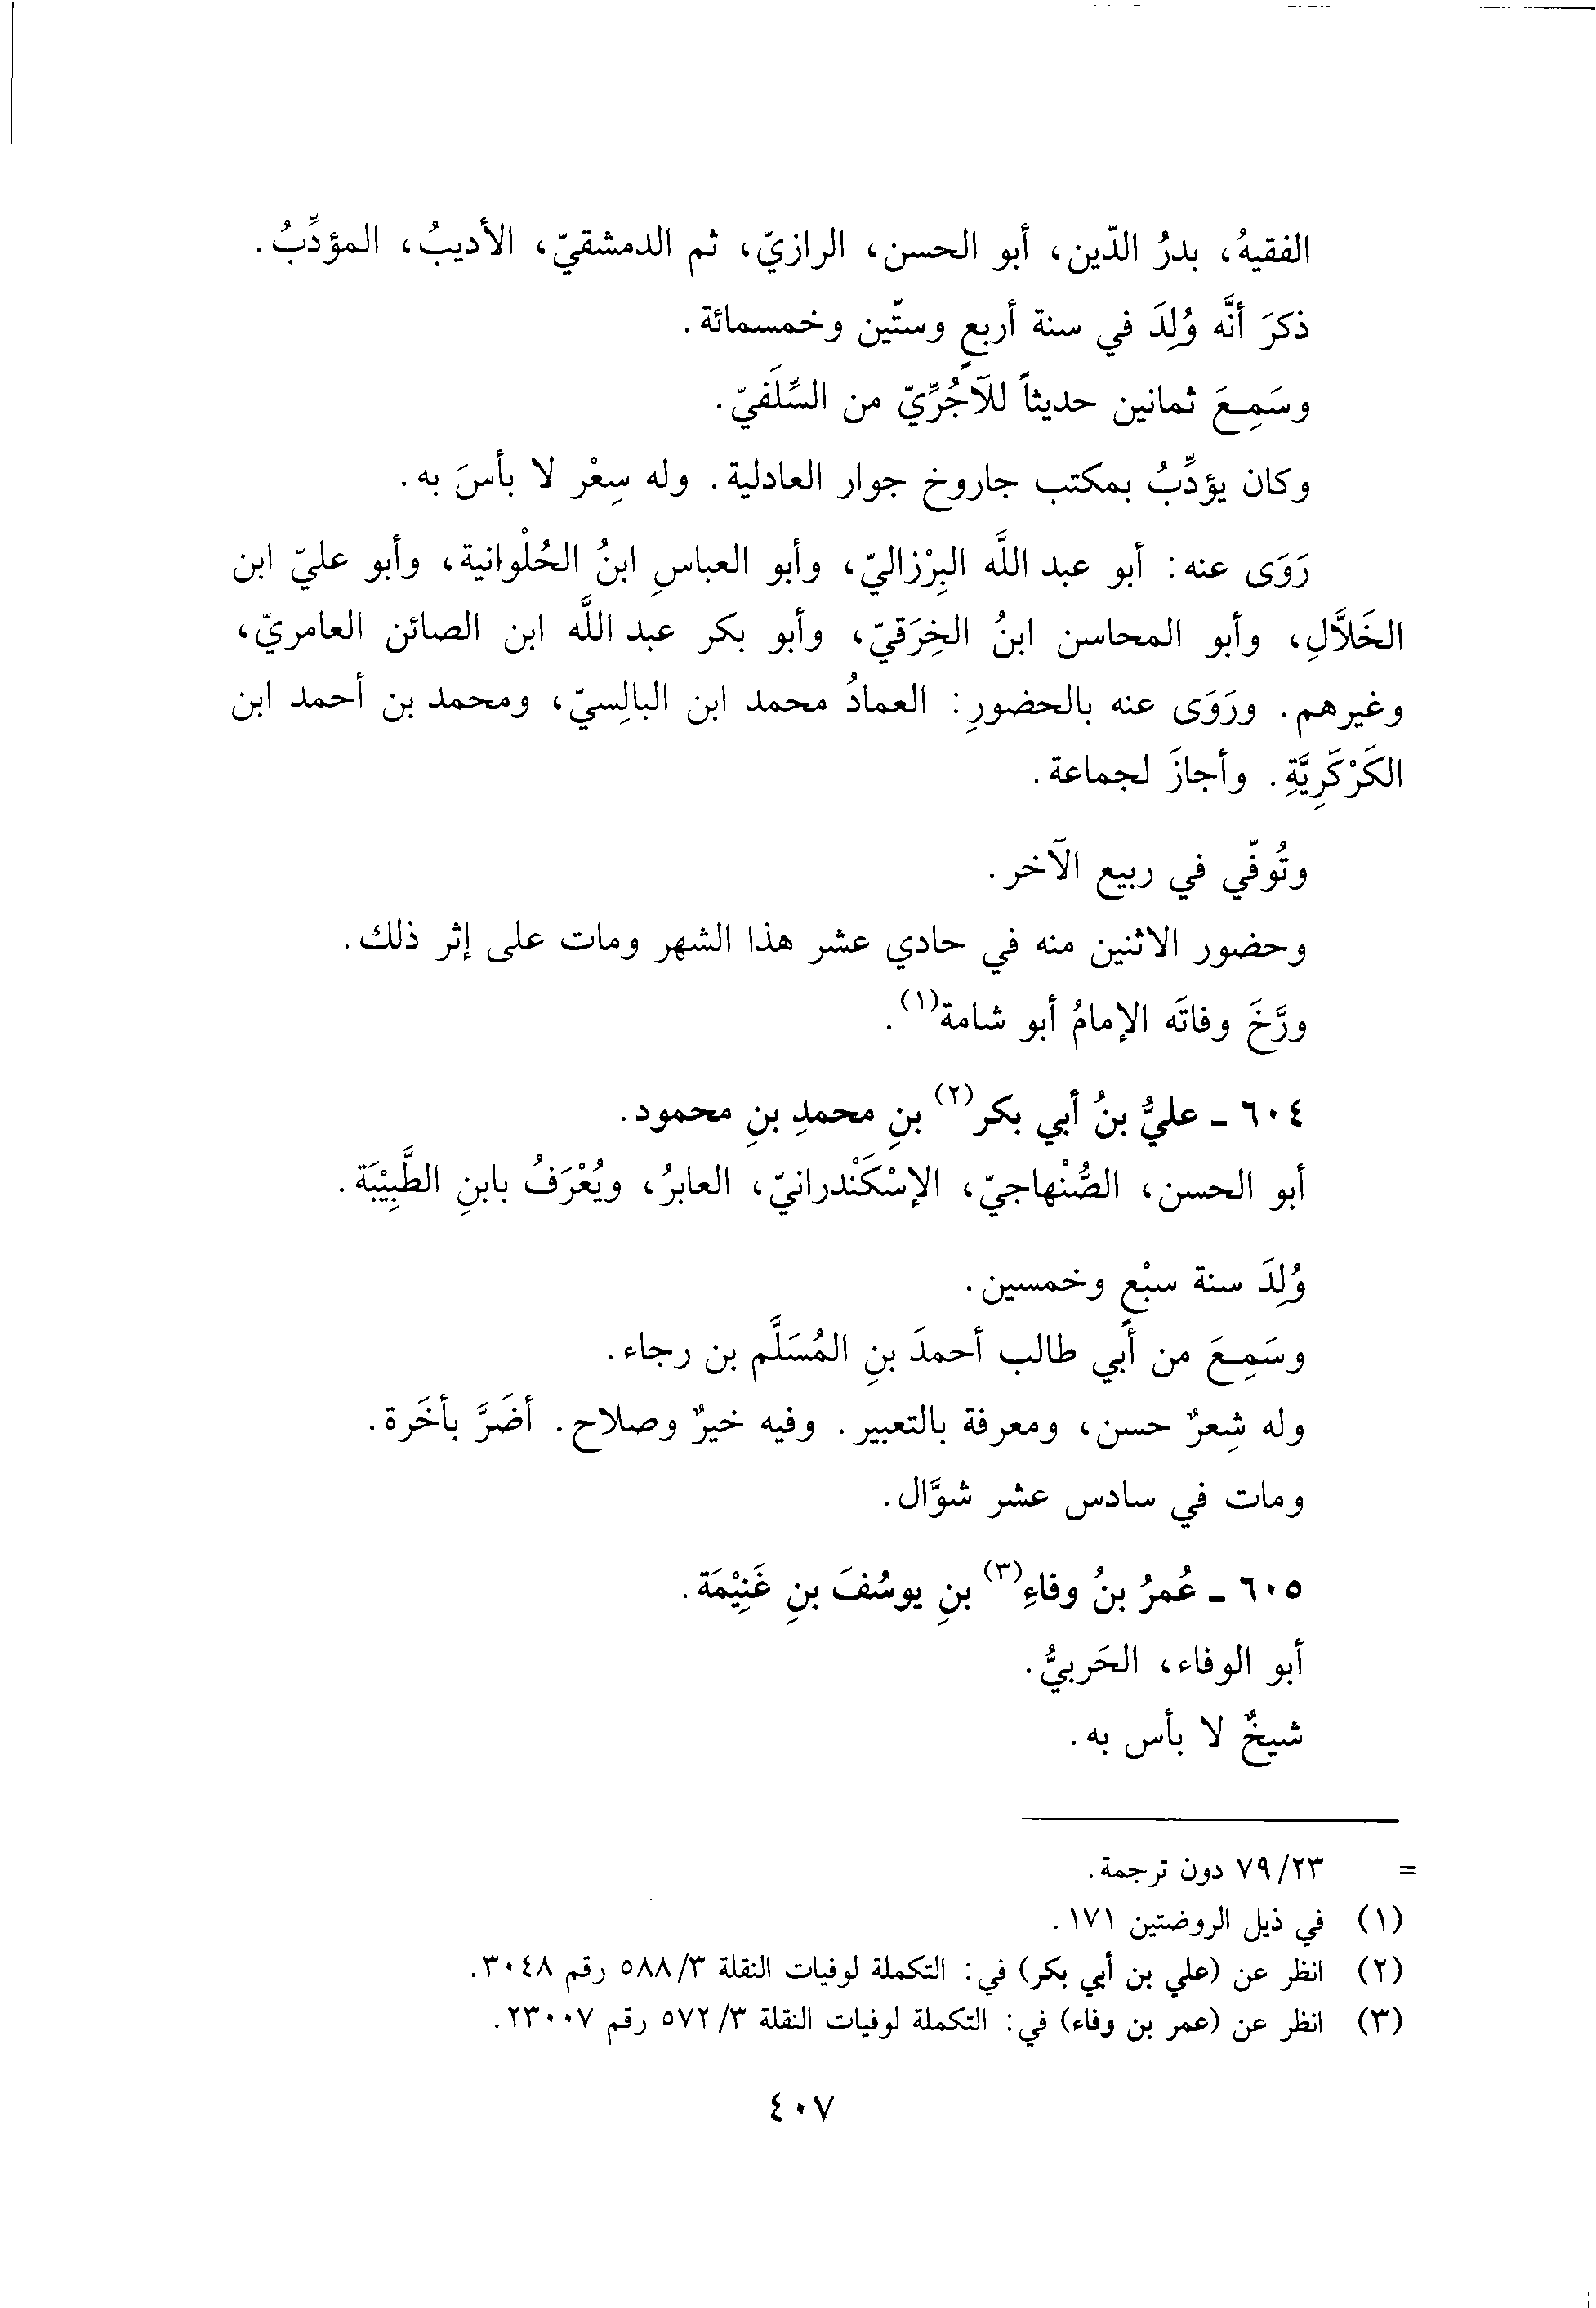 الفقيهُ، بدرُ الدّين، أبو الحسن، الرازيّ، ثم الدمشقيّ، الأديبُ، المؤدِّبُ.
ذكرَ أنَّه وُلِدَ في سنة أربعٍ وستّين وخمسمائة.
وسَمِعَ ثمانين حديثاً للآجُرِّيّ من السِّلَفيّ.
وكان يؤدِّبُ بمكتب جاروخ جوار العادلية. وله سِعْر لا بأسَ به.
رَوَى عنه: أبو عبد اللَّه البِرْزاليّ، وأبو العباسِ ابنُ الحُلْوانية، وأبو عليّ ابن
الخَلاَّلِ، وأبو المحاسن ابنُ الخِرَقيّ، وأبو بكر عبد اللَّه ابن الصائن العامريّ،
وغيرهم. ورَوَى عنه بالحضورِ: العمادُ محمد ابن البالِسيّ، ومحمد بن أحمد ابن
الكَرْكَرِيَّةِ. وأجازَ لجماعة.
وتُوفّي في ربيع الآخر.
وحضور الاثنين منه في حادي عشر هذا الشهر ومات على إثر ذلك.
ورَّخَ وفاتَه الإمامُ أبو شامة(١).
٦٠٤ - عليُّ بنُ أبي بكر(٢) بنِ محمدِ بنِ محمود.
أبو الحسن، الصُّنْهاجيّ، الإسْكَنْدرانيّ، العابرُ، ويُعْرَفُ بابنِ الطَّبِيْبَة.
وُلِدَ سنة سبْعٍ وخمسين.
وسَمِعَ من أبي طالب أحمدَ بنِ المُسَلَّم بن رجاء.
وله شِعرٌ حسن، ومعرفة بالتعبير. وفيه خيرٌ وصلاح. أضَرَّ بأخَرة.
ومات في سادس عشر شوَّال.
٦٠٥ - عُمرُ بنُ وفاءِ(٣) بنِ يوسُفَ بنِ غَنِيْمَة.
أبو الوفاء، الحَربيُّ.
شيخٌ لا بأس به.
= ٧٩/٢٣ دون ترجمة.
(١) في ذيل الروضتين ١٧١.
(٢) انظر عن (علي بن أبي بكر) في: التكملة لوفيات النقلة ٥٨٨/٣ رقم ٣٠٤٨.
(٣) انظر عن (عمر بن وفاء) في: التكملة لوفيات النقلة ٥٧٢/٣ رقم ٢٣٠٠٧.
٤٠٧